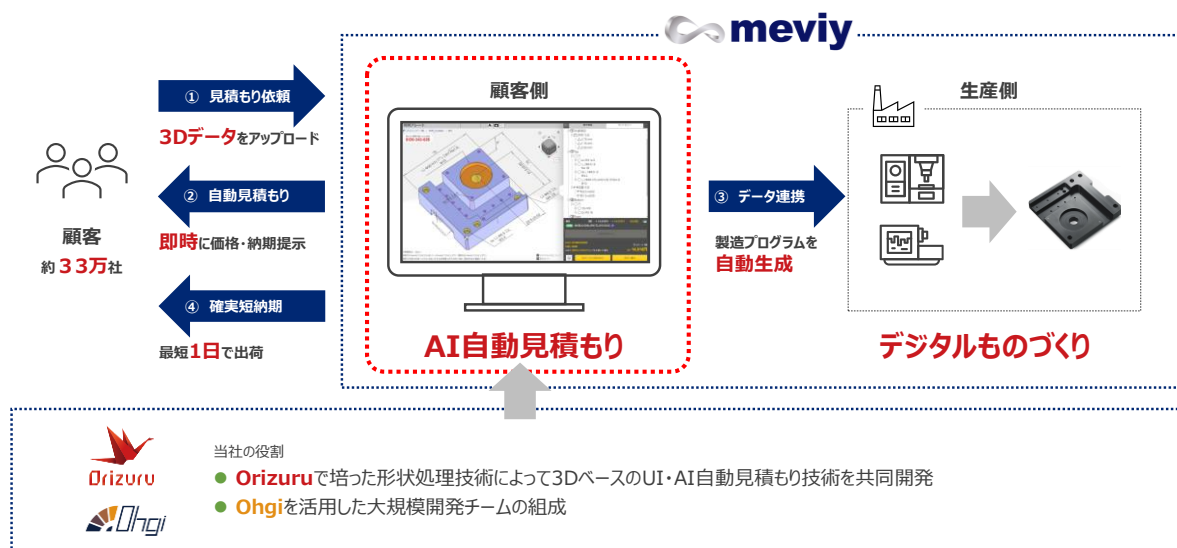 meviy
① 見積もり依頼
3Dデータをアップロード
② 自動見積もり
即時に価格・納期提示
④ 確実短納期
最短1日で出荷
顧客
約33万社
顧客側
AI自動見積もり
③ データ連携
製造プログラムを
自動生成
生産側
デジタルものづくり
Orizuru
Ohgi
当社の役割
● Orizuruで培った形状処理技術によって3DベースのUI・AI自動見積もり技術を共同開発
● Ohgiを活用した大規模開発チームの組成